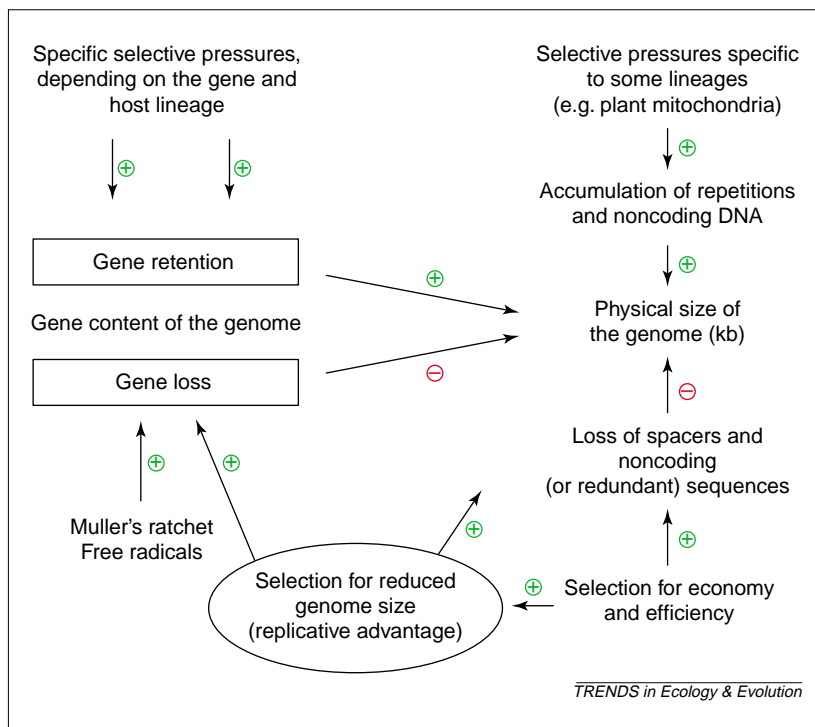 Specific selective pressures,
depending on the gene and
host lineage
Selective pressures specific
to some lineages
(e.g. plant mitochondria)
+
+
+
Accumulation of repetitions
and noncoding DNA
Gene retention
+
+
Gene content of the genome
Physical size of
the genome (kb)
Gene loss
−
−
Loss of spacers and
noncoding
(or redundant) sequences
+
+
Muller's ratchet
Free radicals
+
+
Selection for reduced
genome size
(replicative advantage)
+
Selection for economy
and efficiency
TRENDS in Ecology & Evolution